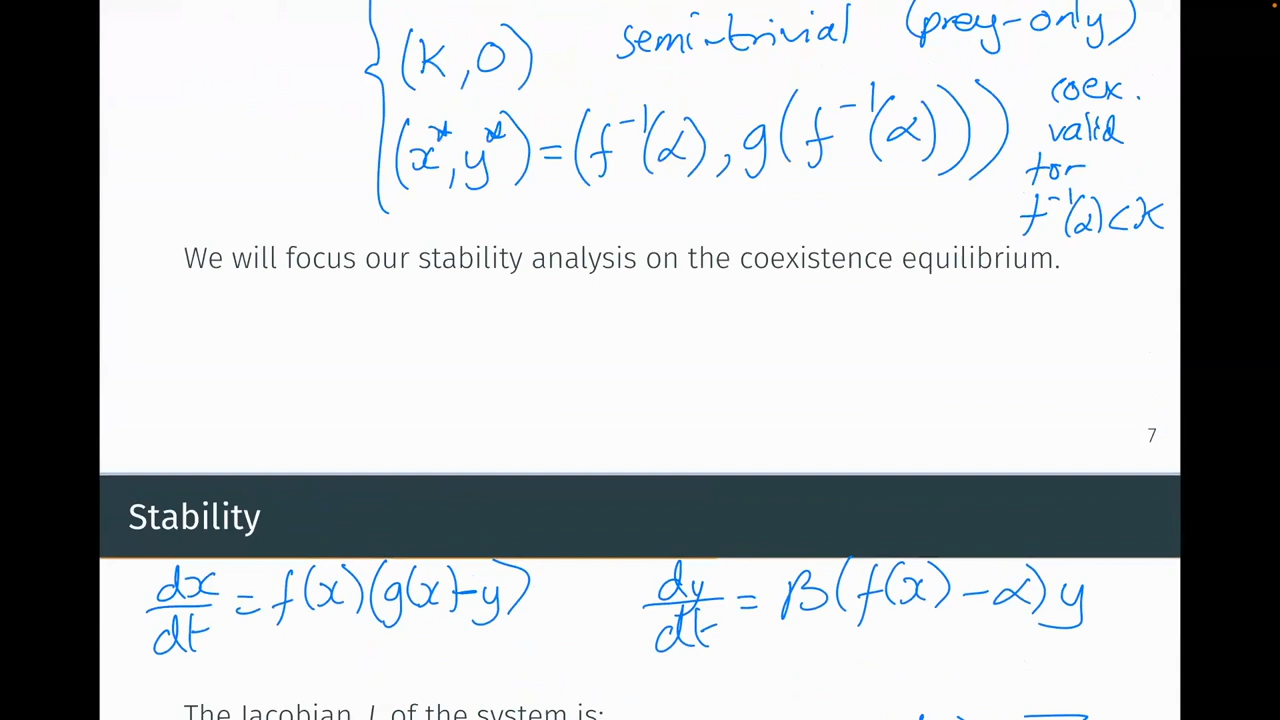 (K, 0) semi-trivial (prey-only)
(x*, y*) = (f⁻¹(α), g(f⁻¹(α))) coex.
valid
for
f⁻¹(α) < K
We will focus our stability analysis on the coexistence equilibrium.
7
Stability
dx/dt = f(x)(g(x)-y) dy/dt = β(f(x) - α)y
The Jacobian, J, of the system is: